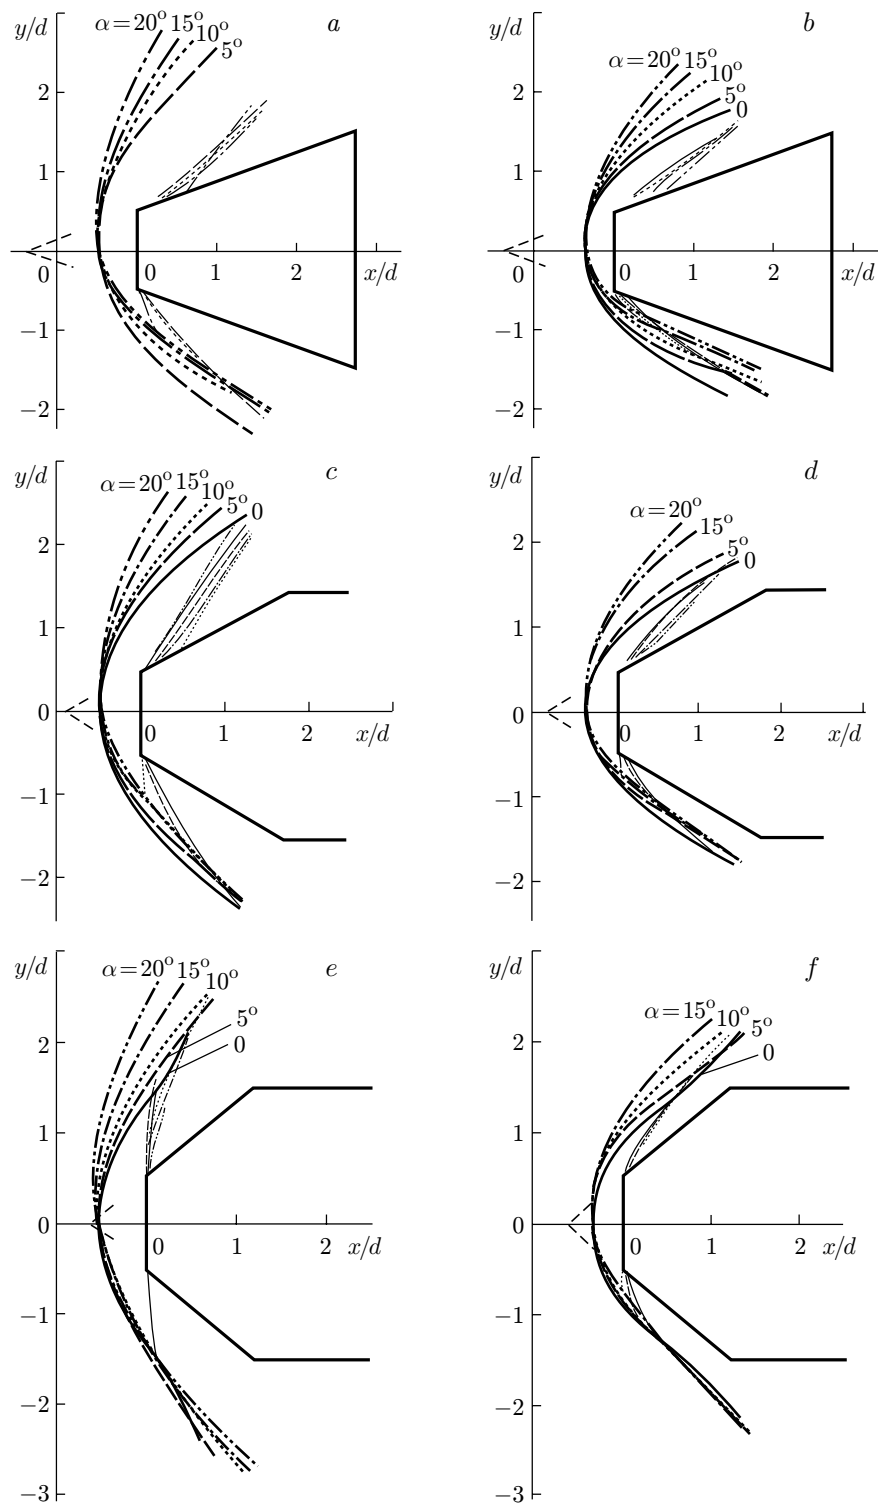 y/d a
α=20° 15° 10° 5°
2
1
0 0 1 2 x/d
−1
−2
y/d b
α=20° 15° 10° 5° 0
2
1
0 0 1 2 x/d
−1
−2
y/d c
α=20° 15° 10° 5° 0
2
1
0 0 1 2 x/d
−1
−2
y/d d
α=20° 15° 5° 0
2
1
0 0 1 2 x/d
−1
−2
y/d e
α=20° 15° 10° 5° 0
2
1
0 0 1 2 x/d
−1
−2
−3
y/d f
α=15° 10° 5° 0
2
1
0 0 1 2 x/d
−1
−2
−3